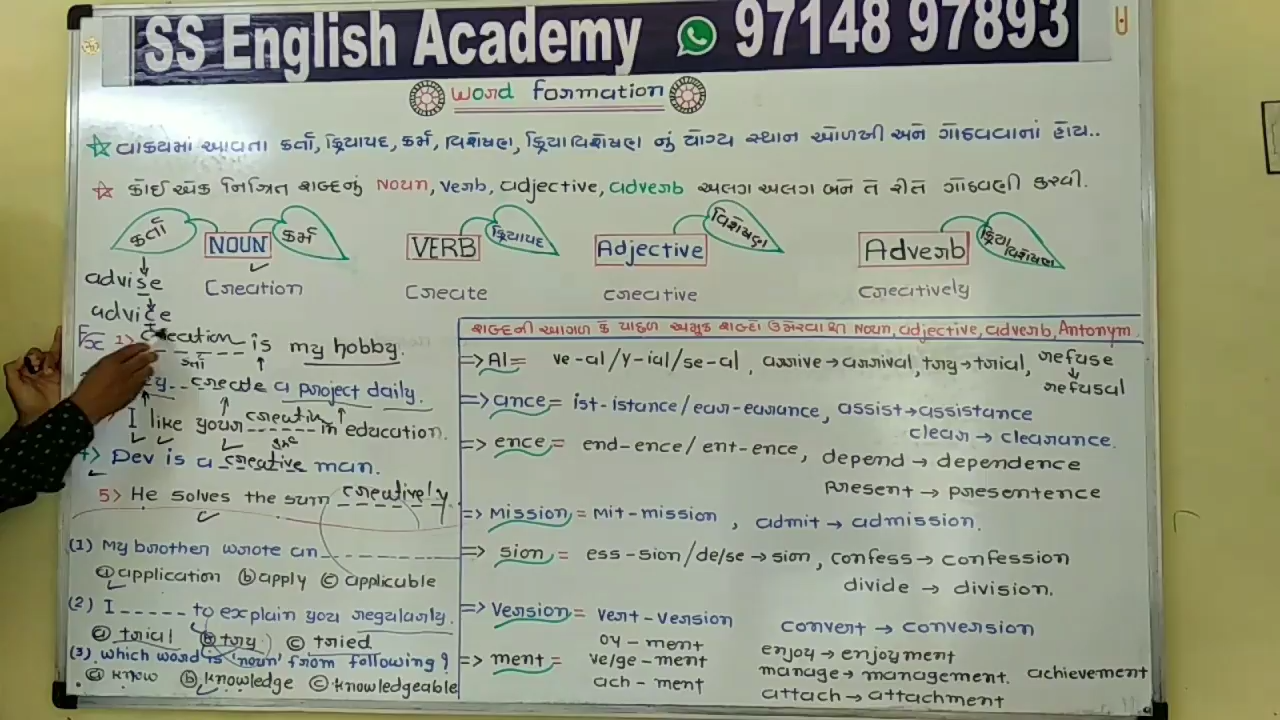 SS English Academy 97148 97893
Word Formation
☆ વાક્યમાં આવતા કર્તા, ક્રિયાપદ, કર્મ, વિશેષણ, ક્રિયાવિશેષણ નું યોગ્ય સ્થાન ઓળખી અને ગોઠવવાનાં હોય..
☆ કોઈ એક નિશ્ચિત શબ્દનું Noun, verb, adjective, adverb અલગ અલગ બને તે રીતે ગોઠવણી કરવી.
કર્તા NOUN કર્મ VERB ક્રિયાપદ Adjective વિશેષણ Adverb ક્રિયા વિશેષણ
Creation Create creative creatively
advise
advice
Ex 1> creation is my hobby.
કર્તા
create a project daily.
I like your creation in education.
4> Dev is a creative man.
5> He solves the sum creatively.
(1) My brother wrote an ------------
ⓐ application ⓑ apply ⓒ applicable
(2) I ----- to explain you regularly.
ⓐ trial ⓑ try ⓒ tried
(3) which word is 'noun' from following?
ⓐ know ⓑ knowledge ⓒ knowledgeable
શબ્દની આગળ કે પાછળ અમુક શબ્દો ઉમેરવા થી Noun, adjective, adverb, Antonym.
=> Al = ve-al/y-ial/se-al, arrive→arrival, try→trial, refuse
↓
refusal
=> ance = ist-istance/ear-earance, assist→assistance
clear → clearance.
=> ence = end-ence/ent-ence, depend→dependence
present → presentence
=> Mission = Mit-mission, admit → admission.
=> sion = ess-sion/de/se → sion, confess → confession
divide → division.
=> Version = vert-version convert → conversion
oy-ment enjoy → enjoyment
=> ment = ve/ge-ment manage→management. achievement
ach-ment attach→attachment